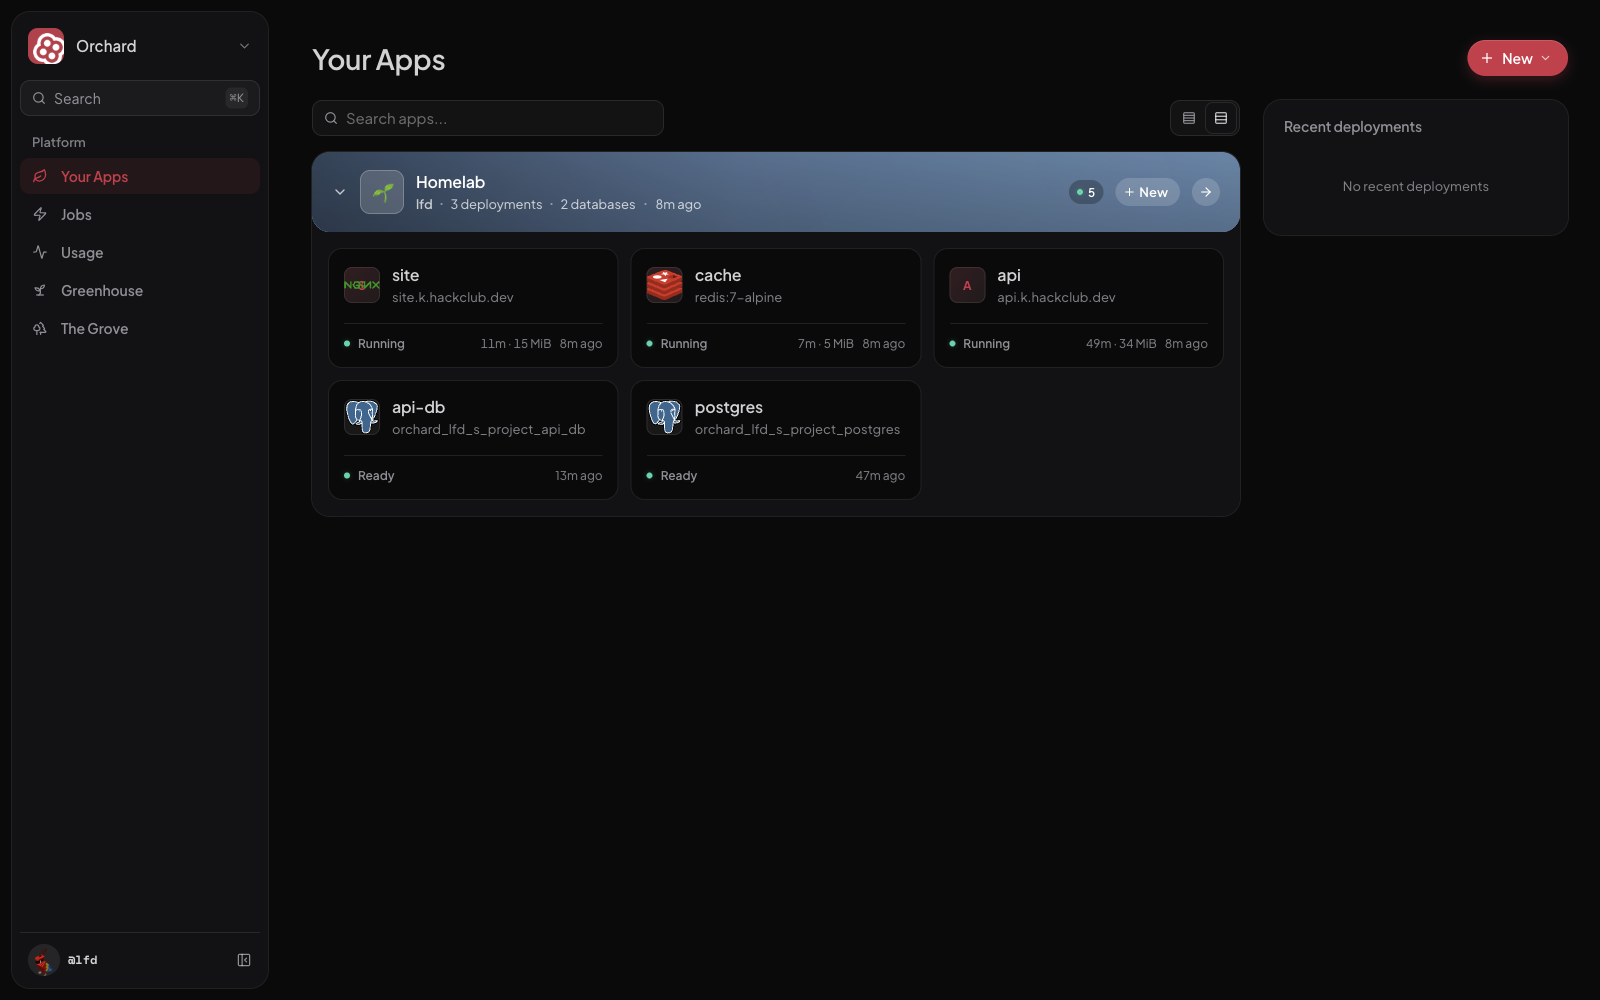 Orchard
Search ⌘K
Platform
Your Apps
Jobs
Usage
Greenhouse
The Grove
@lfd
Your Apps
New
Search apps...
Homelab
lfd · 3 deployments · 2 databases · 8m ago
5
New
NGINX
site
site.k.hackclub.dev
Running 11m · 15 MiB 8m ago
cache
redis:7-alpine
Running 7m · 5 MiB 8m ago
A
api
api.k.hackclub.dev
Running 49m · 34 MiB 8m ago
api-db
orchard_lfd_s_project_api_db
Ready 13m ago
postgres
orchard_lfd_s_project_postgres
Ready 47m ago
Recent deployments
No recent deployments